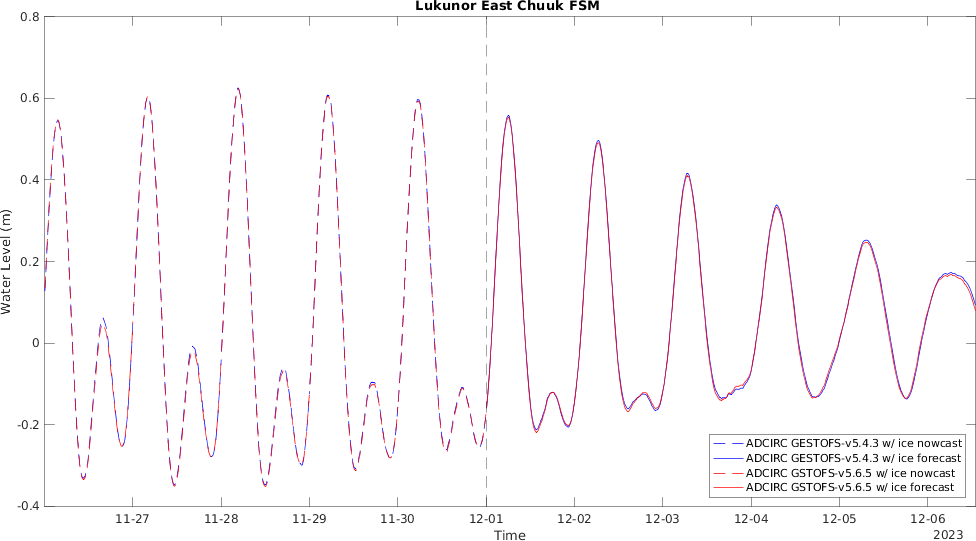 Lukunor East Chuuk FSM
0.8
0.6
0.4
0.2
0
-0.2
-0.4
Water Level (m)
11-27 11-28 11-29 11-30 12-01 12-02 12-03 12-04 12-05 12-06
Time
2023
ADCIRC GESTOFS-v5.4.3 w/ ice nowcast
ADCIRC GESTOFS-v5.4.3 w/ ice forecast
ADCIRC GSTOFS-v5.6.5 w/ ice nowcast
ADCIRC GSTOFS-v5.6.5 w/ ice forecast